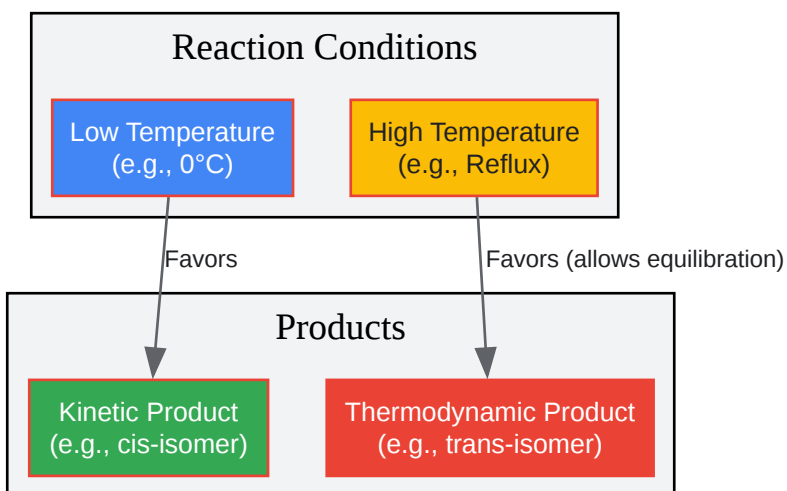 Reaction Conditions
Low Temperature
(e.g., 0°C)
High Temperature
(e.g., Reflux)
Favors
Favors (allows equilibration)
Products
Kinetic Product
(e.g., cis-isomer)
Thermodynamic Product
(e.g., trans-isomer)